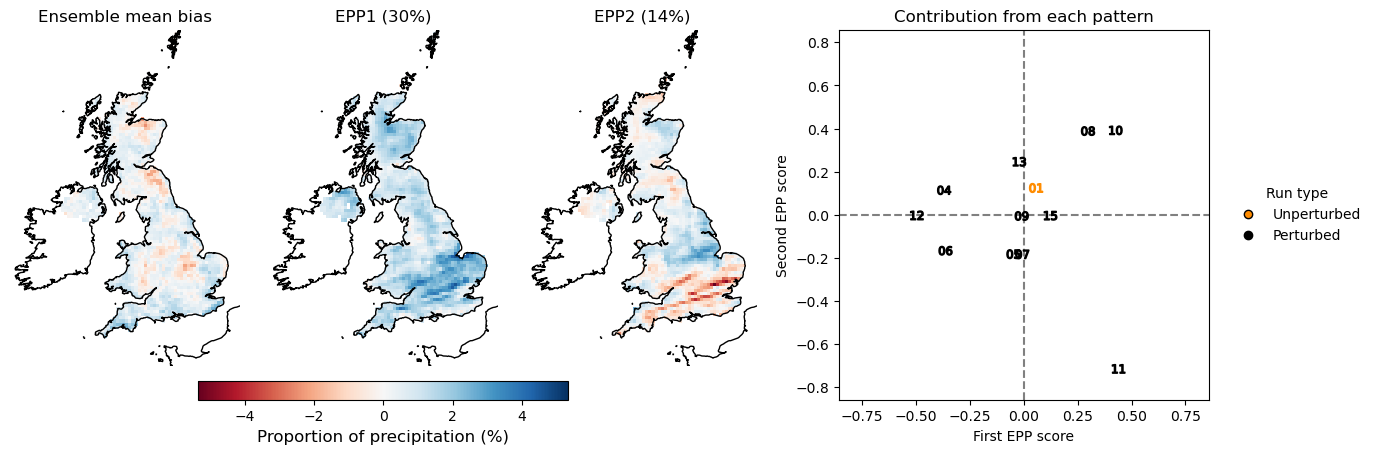 Ensemble mean bias
EPP1 (30%)
EPP2 (14%)
−4 −2 0 2 4
Proportion of precipitation (%)
Contribution from each pattern
Second EPP score
0.8
0.6
0.4
0.2
0.0
−0.2
−0.4
−0.6
−0.8
08 10
13
01
04
12 09 15
06
05 07
11
−0.75 −0.50 −0.25 0.00 0.25 0.50 0.75
First EPP score
Run type
Unperturbed
Perturbed